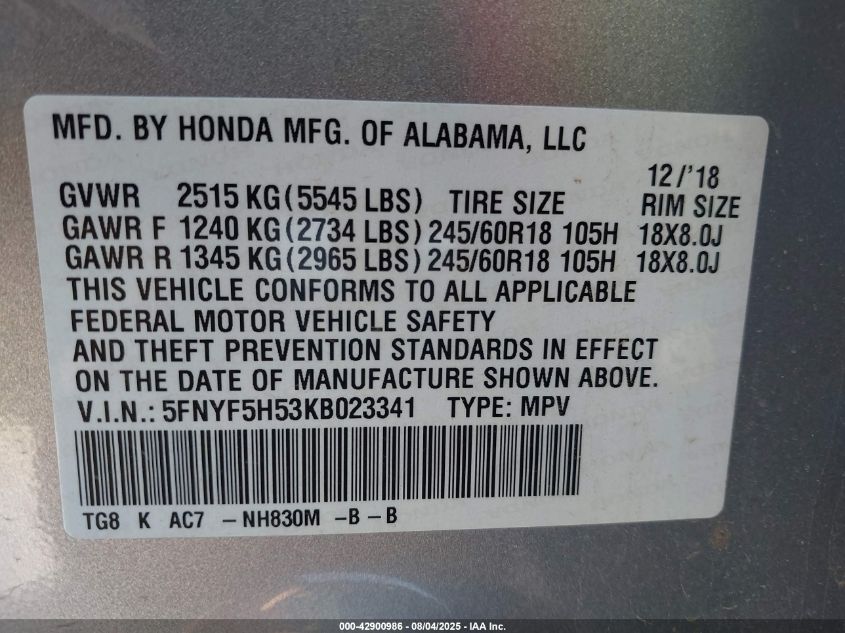 MFD. BY HONDA MFG. OF ALABAMA, LLC
12/'18
GVWR 2515 KG (5545 LBS) TIRE SIZE RIM SIZE
GAWR F 1240 KG (2734 LBS) 245/60R18 105H 18X8.0J
GAWR R 1345 KG (2965 LBS) 245/60R18 105H 18X8.0J
THIS VEHICLE CONFORMS TO ALL APPLICABLE
FEDERAL MOTOR VEHICLE SAFETY
AND THEFT PREVENTION STANDARDS IN EFFECT
ON THE DATE OF MANUFACTURE SHOWN ABOVE.
V.I.N.: 5FNYF5H53KB023341 TYPE: MPV
TG8 K AC7 -NH830M -B -B
000-42900986 - 08/04/2025 - IAA Inc.